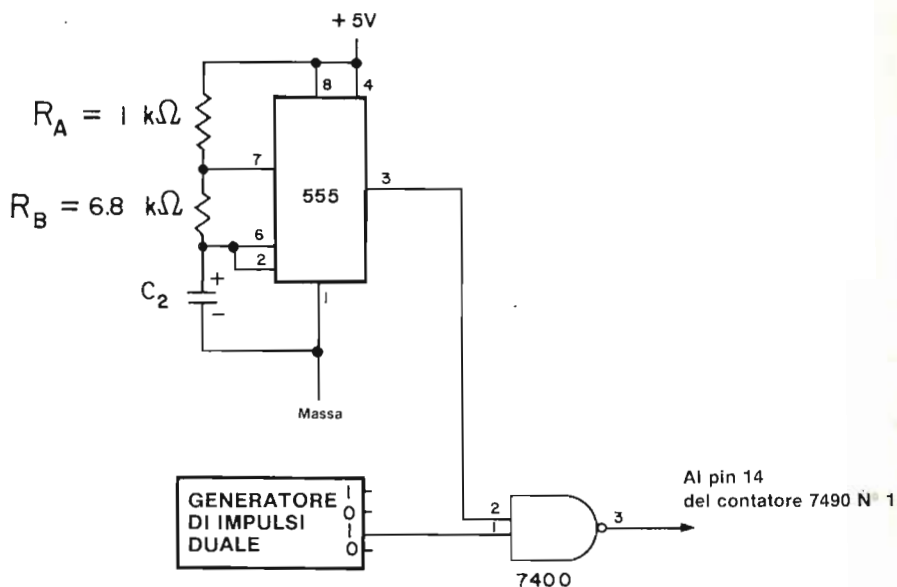 + 5V
8
4
R_A = 1 kΩ
7
3
555
R_B = 6.8 kΩ
6
2
+
C_2
1
−
Massa
Al pin 14
del contatore 7490 N° 1
GENERATORE
DI IMPULSI
DUALE
1
0
1
0
2
1
3
7400